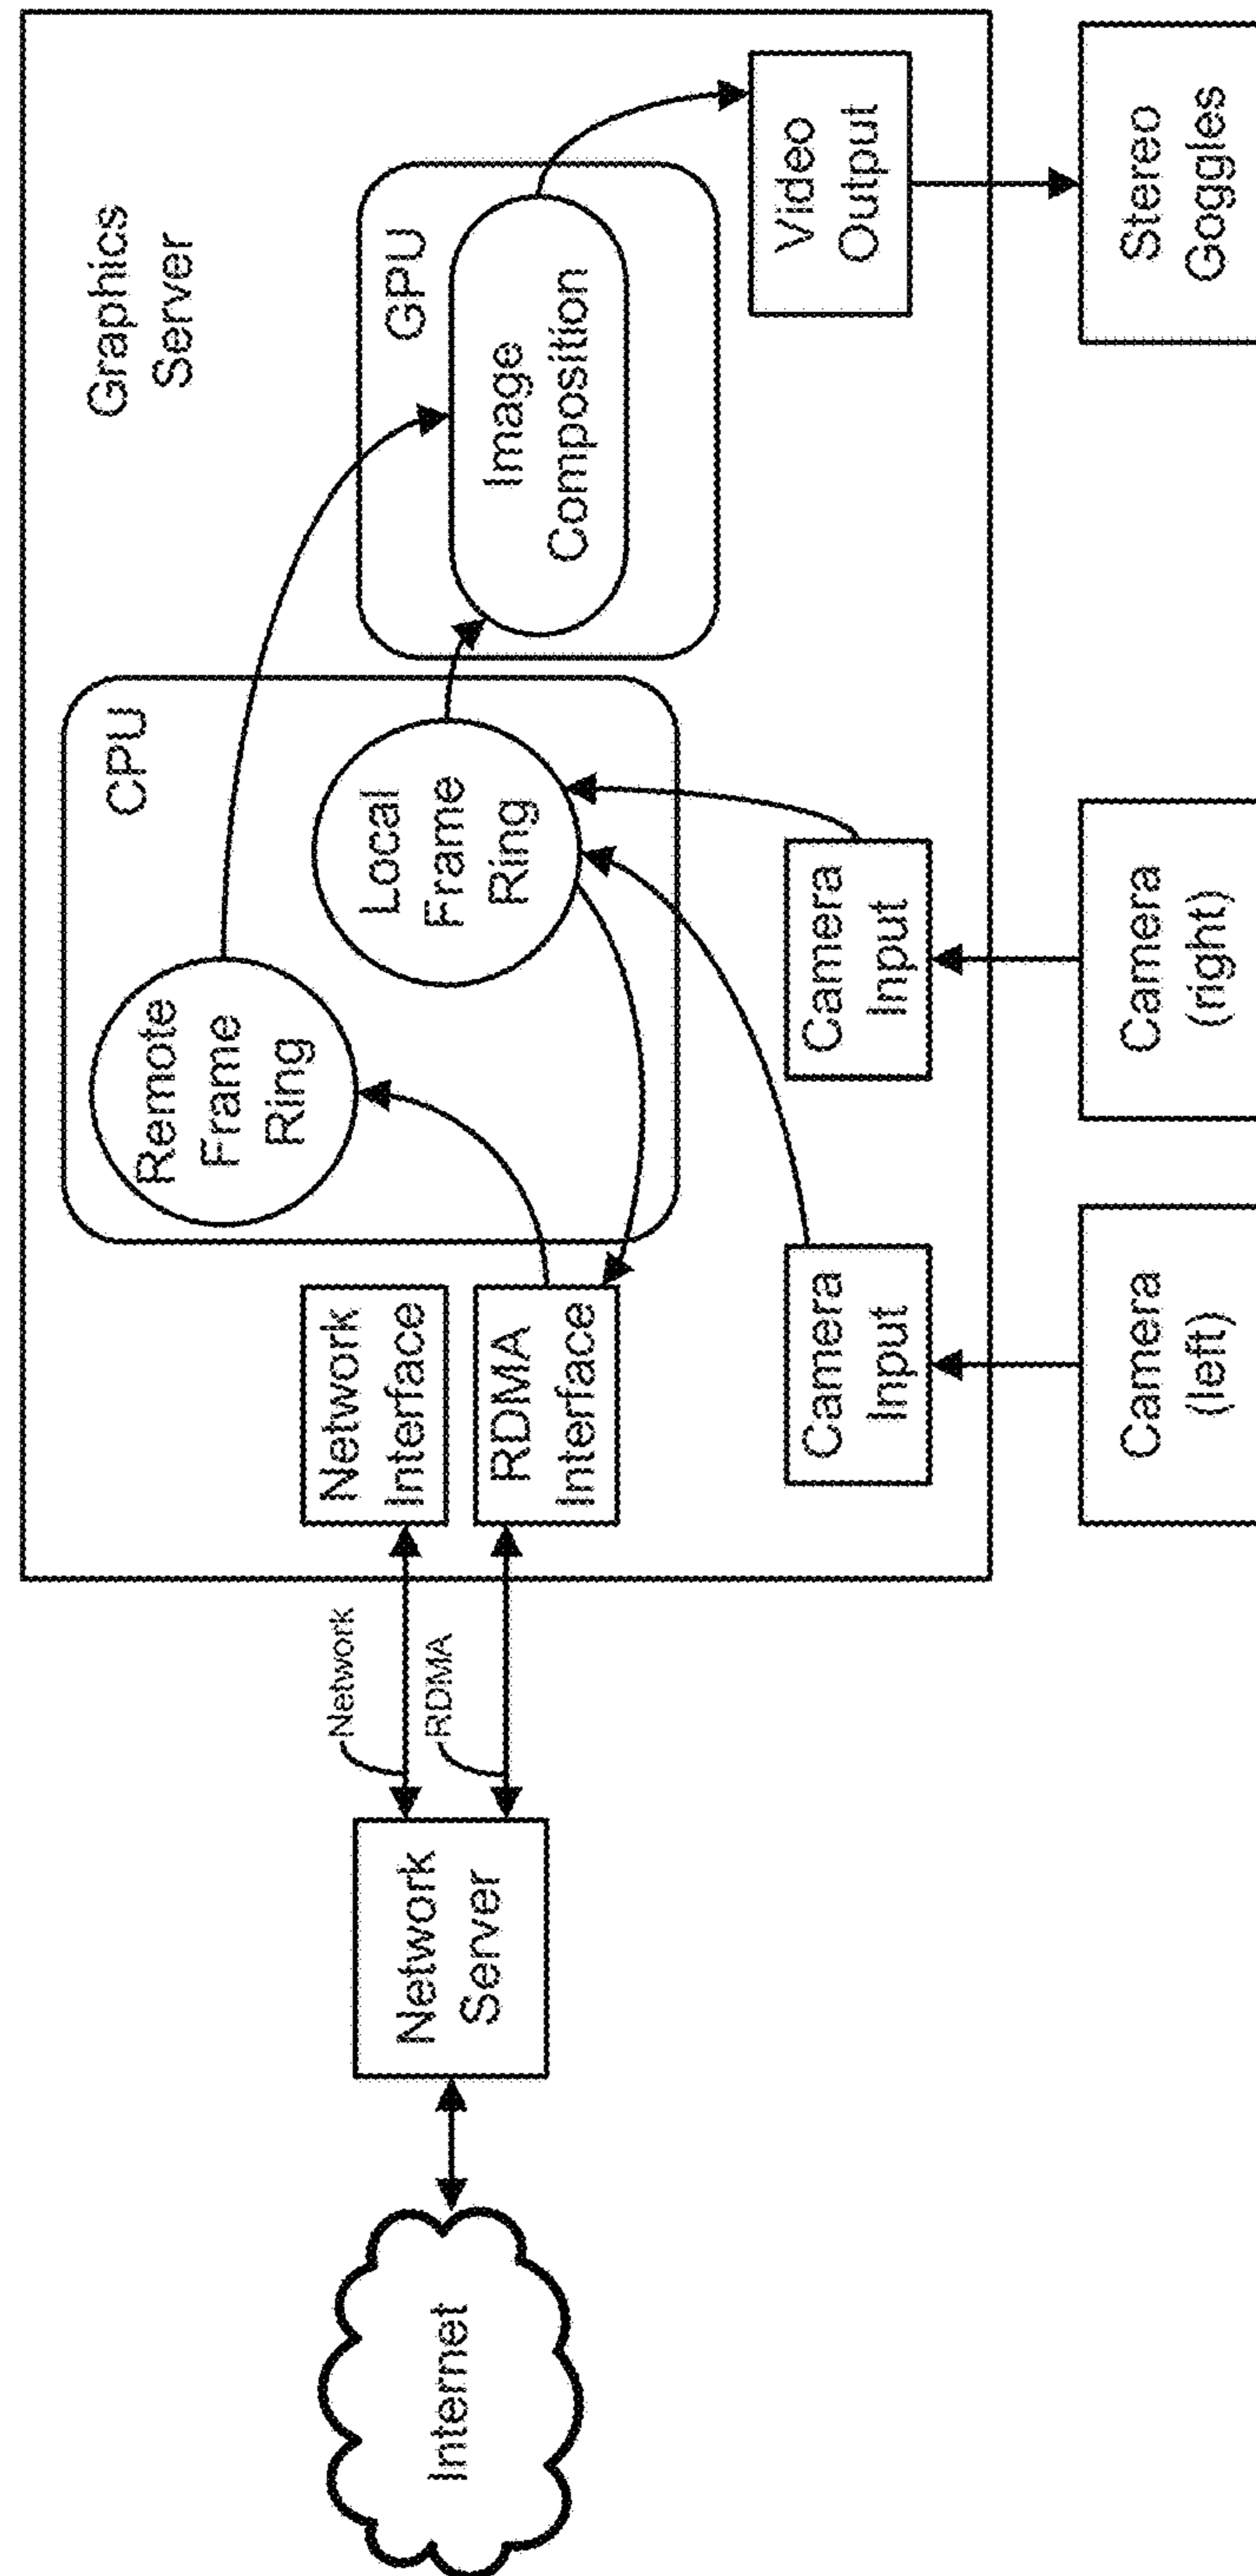 Graphics
Server
CPU
GPU
Remote
Frame
Ring
Local
Frame
Ring
Image
Composition
Network
Interface
RDMA
Interface
Network
RDMA
Internet
Network
Server
Camera
Input
Camera
Input
Video
Output
Camera
(left)
Camera
(right)
Stereo
Goggles